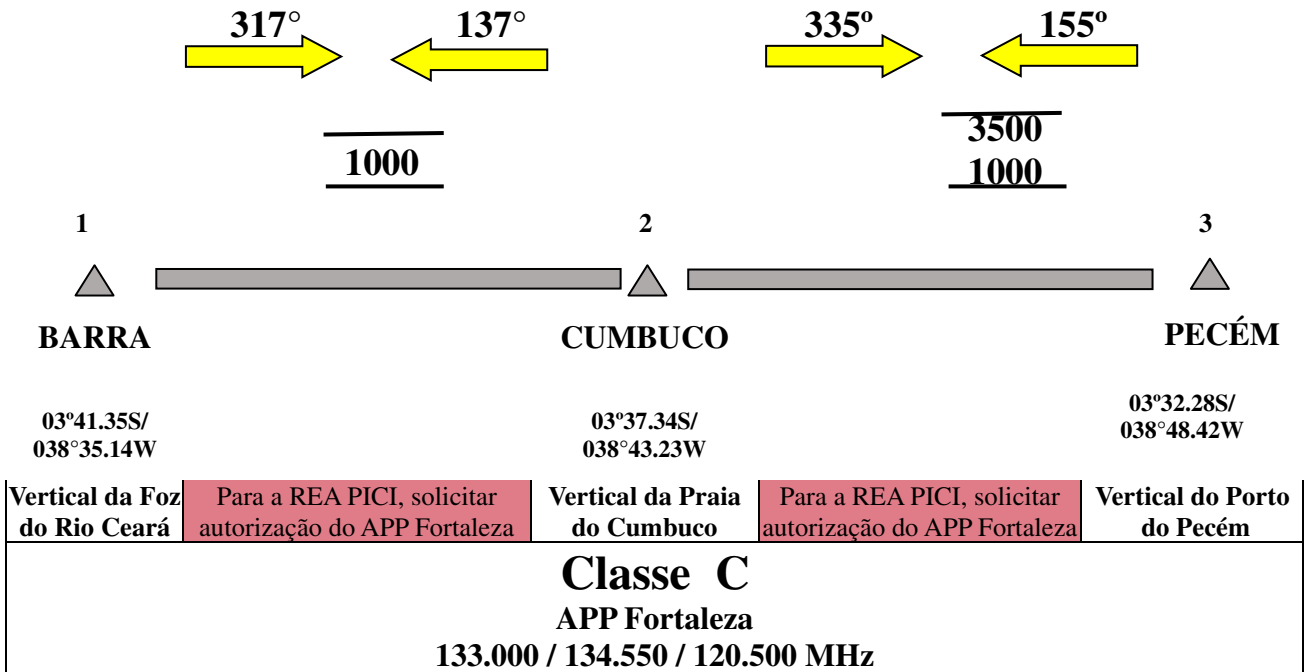 317° 137° 335º 155º
1000
3500
1000
1 2 3
BARRA CUMBUCO PECÉM
03º41.35S/
038°35.14W
03º37.34S/
038°43.23W
03º32.28S/
038°48.42W
Vertical da Foz
do Rio Ceará
Para a REA PICI, solicitar
autorização do APP Fortaleza
Vertical da Praia
do Cumbuco
Para a REA PICI, solicitar
autorização do APP Fortaleza
Vertical do Porto
do Pecém
Classe C
APP Fortaleza
133.000 / 134.550 / 120.500 MHz